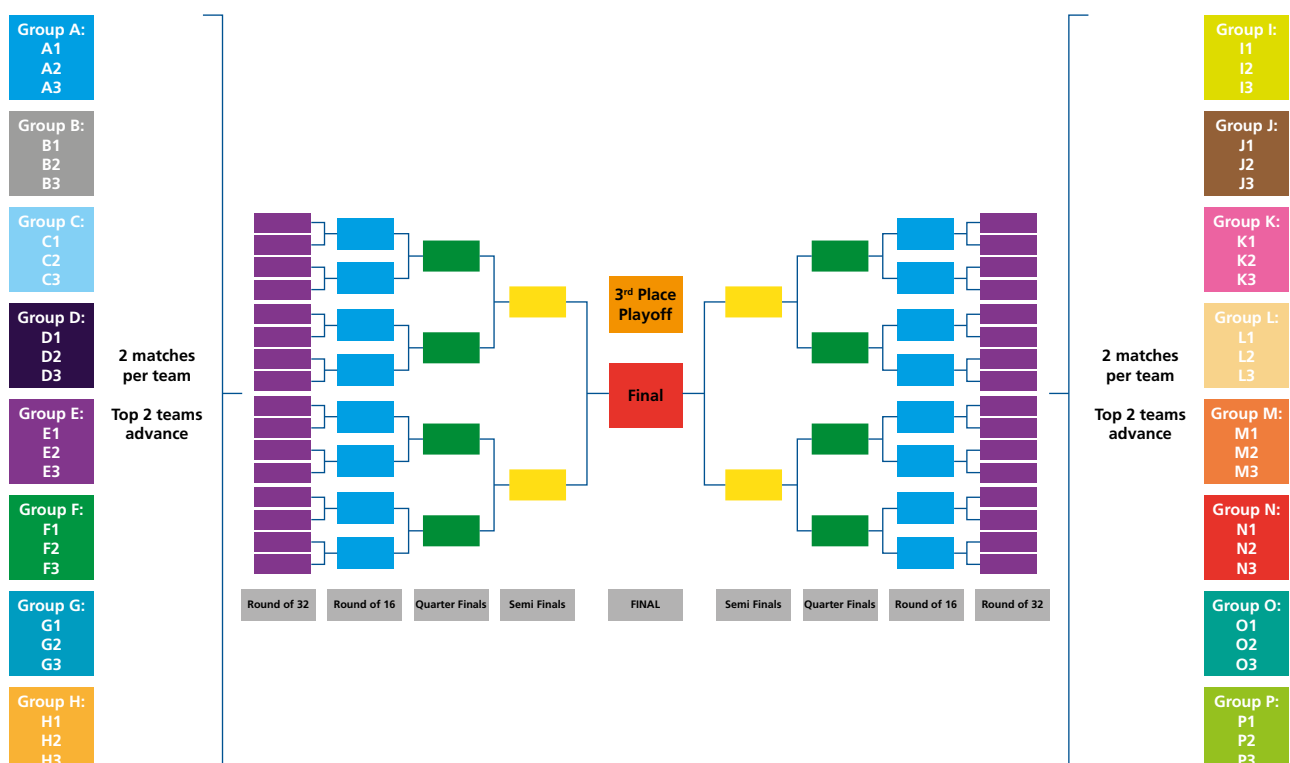 Group A:
A1
A2
A3
Group B:
B1
B2
B3
Group C:
C1
C2
C3
Group D:
D1
D2
D3
Group E:
E1
E2
E3
Group F:
F1
F2
F3
Group G:
G1
G2
G3
Group H:
H1
H2
H3
2 matches
per team
Top 2 teams
advance
3rd Place
Playoff
Final
Round of 32
Round of 16
Quarter Finals
Semi Finals
FINAL
Semi Finals
Quarter Finals
Round of 16
Round of 32
2 matches
per team
Top 2 teams
advance
Group I:
I1
I2
I3
Group J:
J1
J2
J3
Group K:
K1
K2
K3
Group L:
L1
L2
L3
Group M:
M1
M2
M3
Group N:
N1
N2
N3
Group O:
O1
O2
O3
Group P:
P1
P2
P3